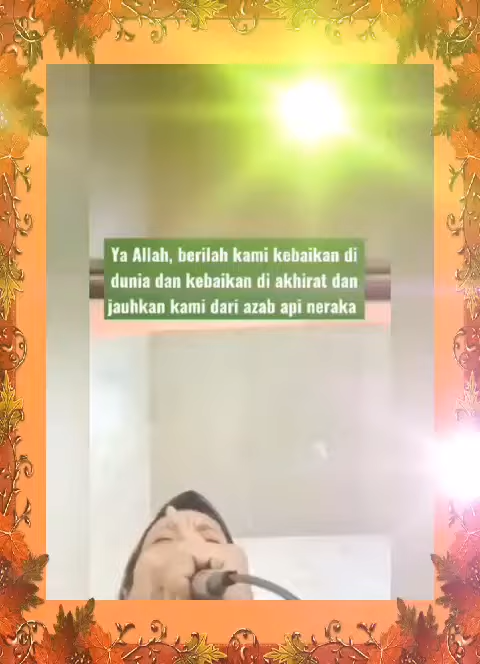 Ya Allah, berilah kami kebaikan di
dunia dan kebaikan di akhirat dan
jauhkan kami dari azab api neraka